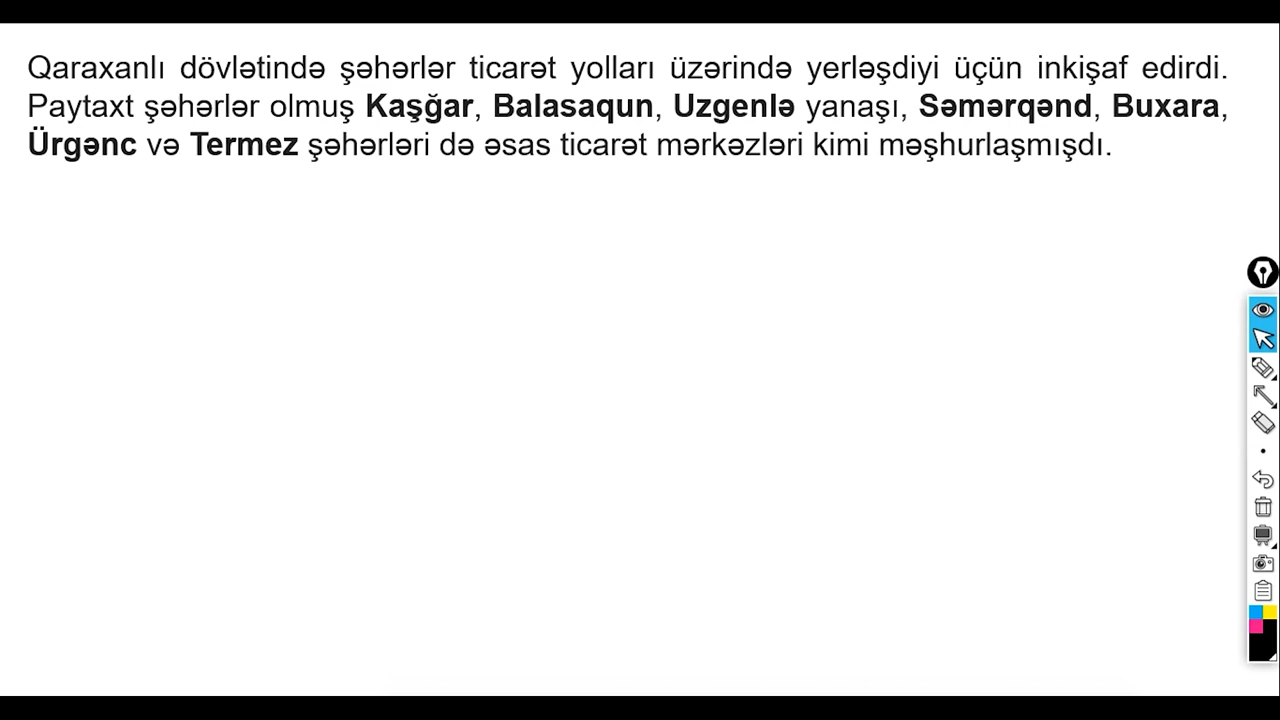 Qaraxanlı dövlətində şəhərlər ticarət yolları üzərində yerləşdiyi üçün inkişaf edirdi.
Paytaxt şəhərlər olmuş Kaşğar, Balasaqun, Uzgenlə yanaşı, Səmərqənd, Buxara,
Ürgənc və Termez şəhərləri də əsas ticarət mərkəzləri kimi məşhurlaşmışdı.